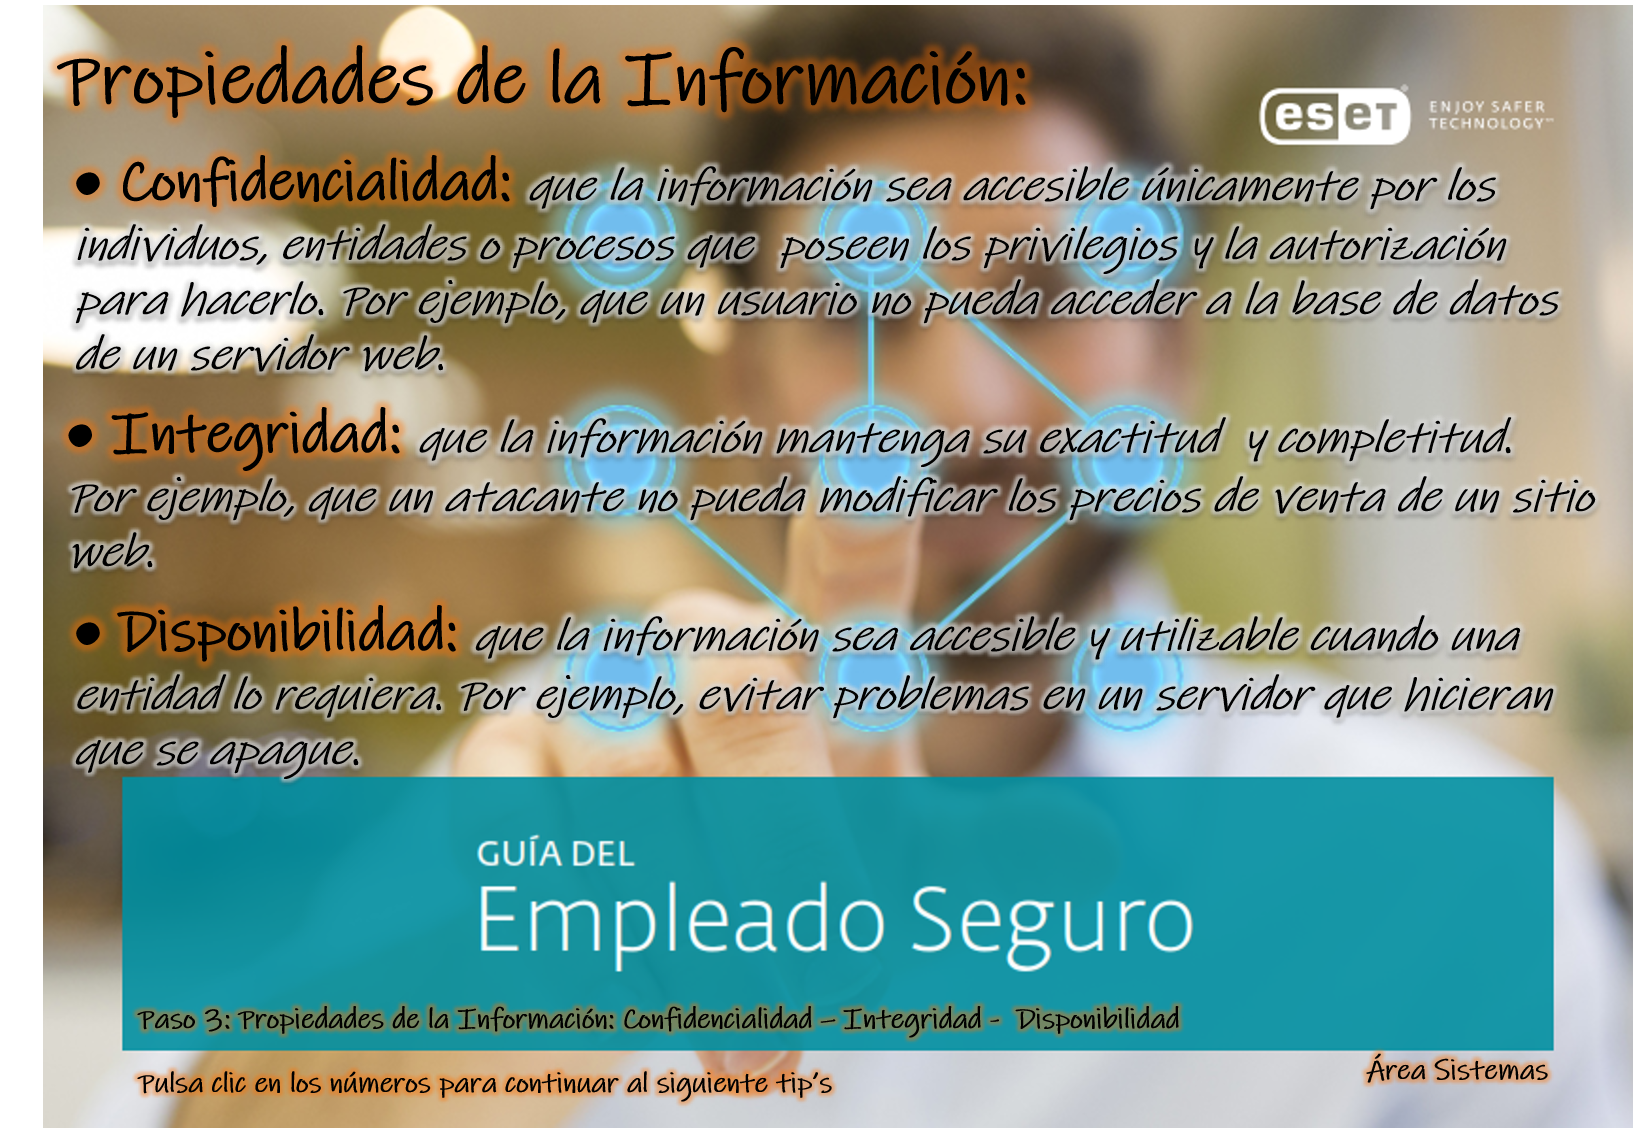 Propiedades de la Información:
eset ENJOY SAFER
TECHNOLOGY
• Confidencialidad: que la información sea accesible únicamente por los
individuos, entidades o procesos que poseen los privilegios y la autorización
para hacerlo. Por ejemplo, que un usuario no pueda acceder a la base de datos
de un servidor web.
• Integridad: que la información mantenga su exactitud y completitud.
Por ejemplo, que un atacante no pueda modificar los precios de venta de un sitio
web.
• Disponibilidad: que la información sea accesible y utilizable cuando una
entidad lo requiera. Por ejemplo, evitar problemas en un servidor que hicieran
que se apague.
GUÍA DEL
Empleado Seguro
Paso 3: Propiedades de la Información: Confidencialidad – Integridad - Disponibilidad
Área Sistemas
Pulsa clic en los números para continuar al siguiente tip’s